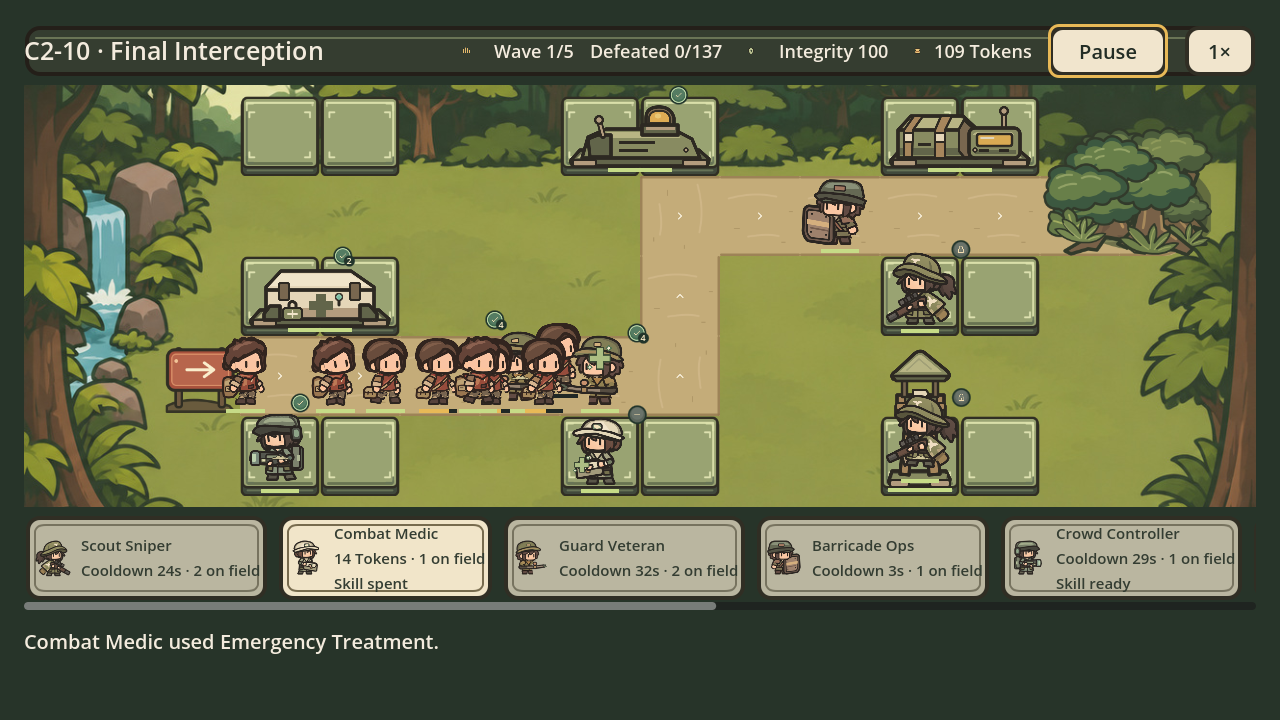 C2-10 · Final Interception
Wave 1/5 Defeated 0/137 Integrity 100 109 Tokens Pause 1×
2
4
4
Scout Sniper
Cooldown 24s · 2 on field
Combat Medic
14 Tokens · 1 on field
Skill spent
Guard Veteran
Cooldown 32s · 2 on field
Barricade Ops
Cooldown 3s · 1 on field
Crowd Controller
Cooldown 29s · 1 on field
Skill ready
Combat Medic used Emergency Treatment.